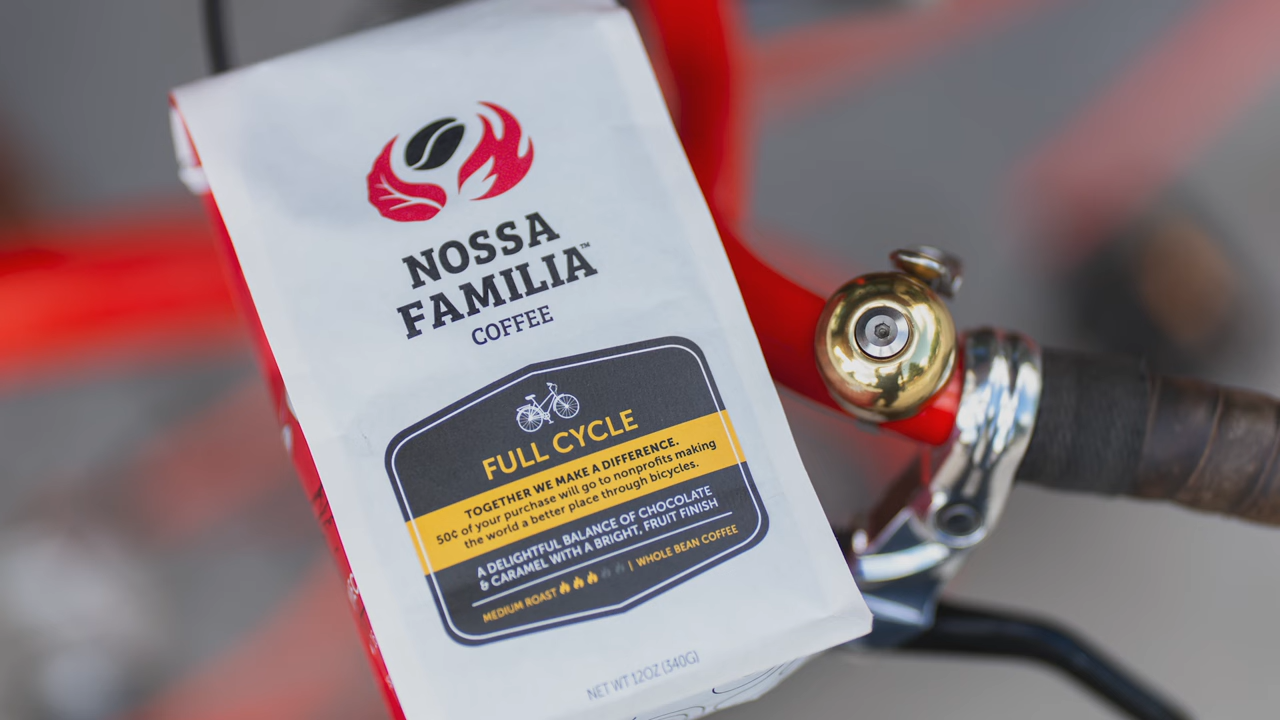 NOSSA
FAMILIA™
COFFEE
FULL CYCLE
TOGETHER WE MAKE A DIFFERENCE.
50¢ of your purchase will go to nonprofits making
the world a better place through bicycles.
A DELIGHTFUL BALANCE OF CHOCOLATE
& CARAMEL WITH A BRIGHT, FRUIT FINISH
MEDIUM ROAST | WHOLE BEAN COFFEE
NET WT 12OZ (340G)